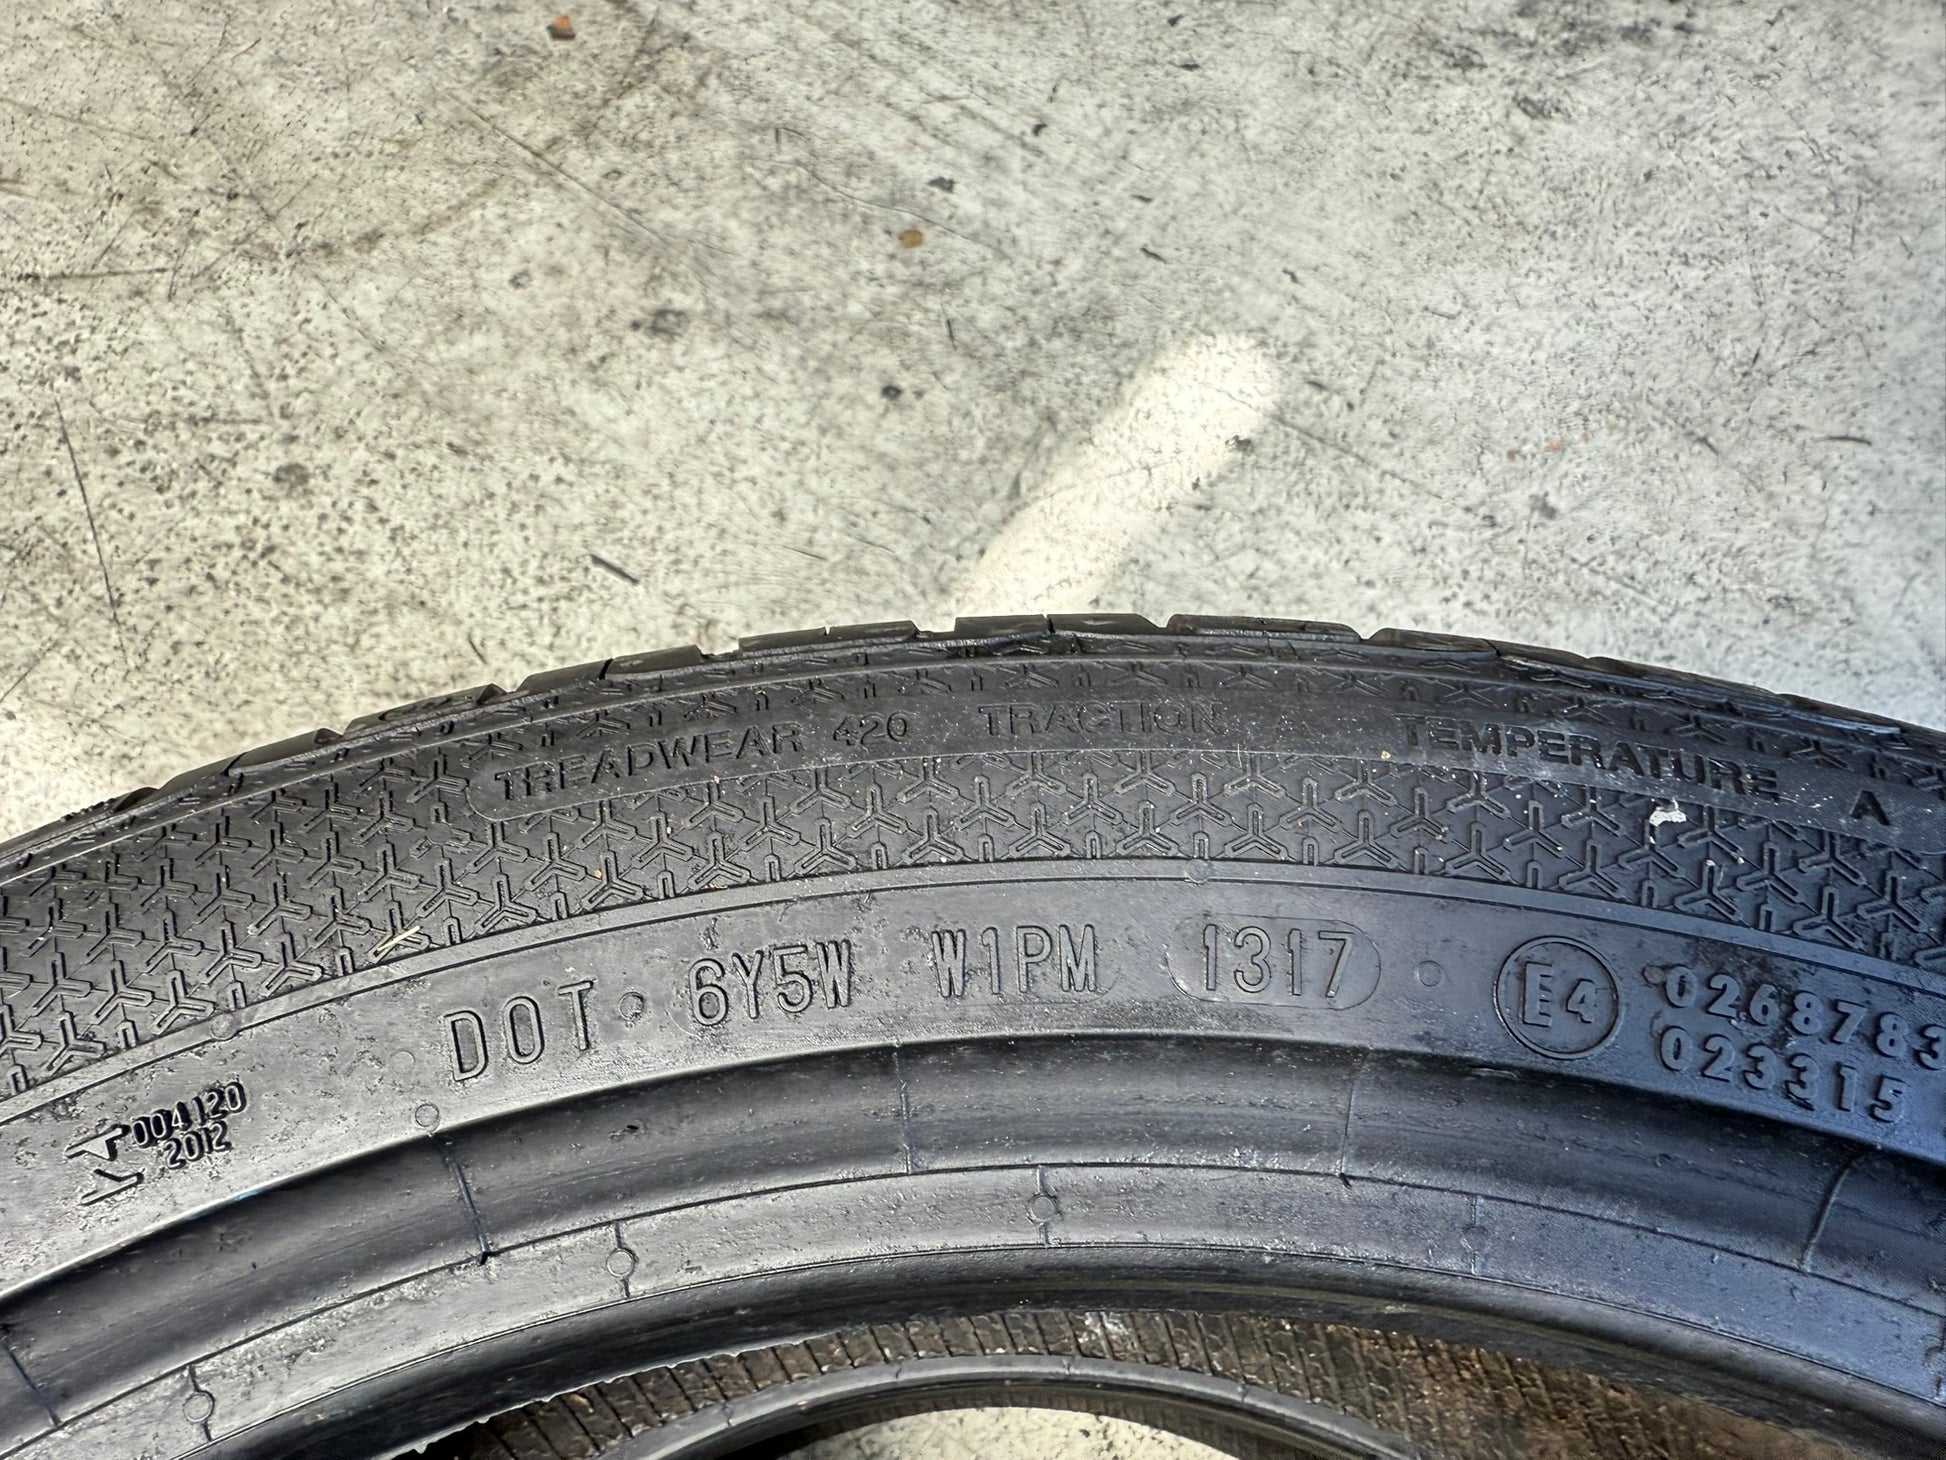 TREADWEAR 420 TRACTION A TEMPERATURE A
DOT 6Y5W W1PM 1317 E4 0268783
023315
004120
2012